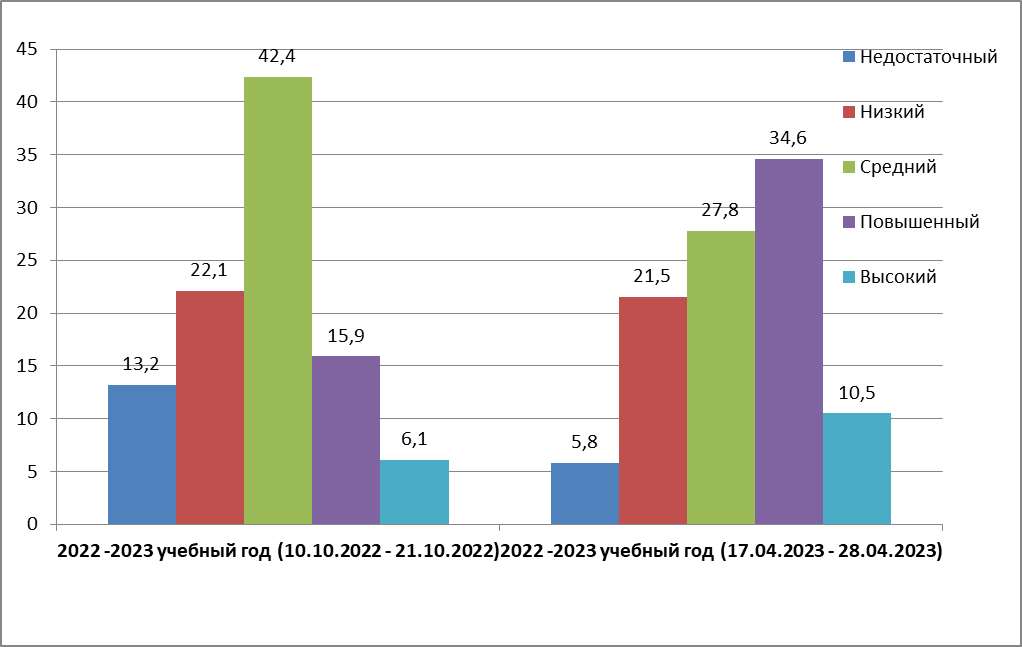 45
40
35
30
25
20
15
10
5
0
13,2
22,1
42,4
15,9
6,1
5,8
21,5
27,8
34,6
10,5
2022 -2023 учебный год (10.10.2022 - 21.10.2022)
2022 -2023 учебный год (17.04.2023 - 28.04.2023)
Недостаточный
Низкий
Средний
Повышенный
Высокий